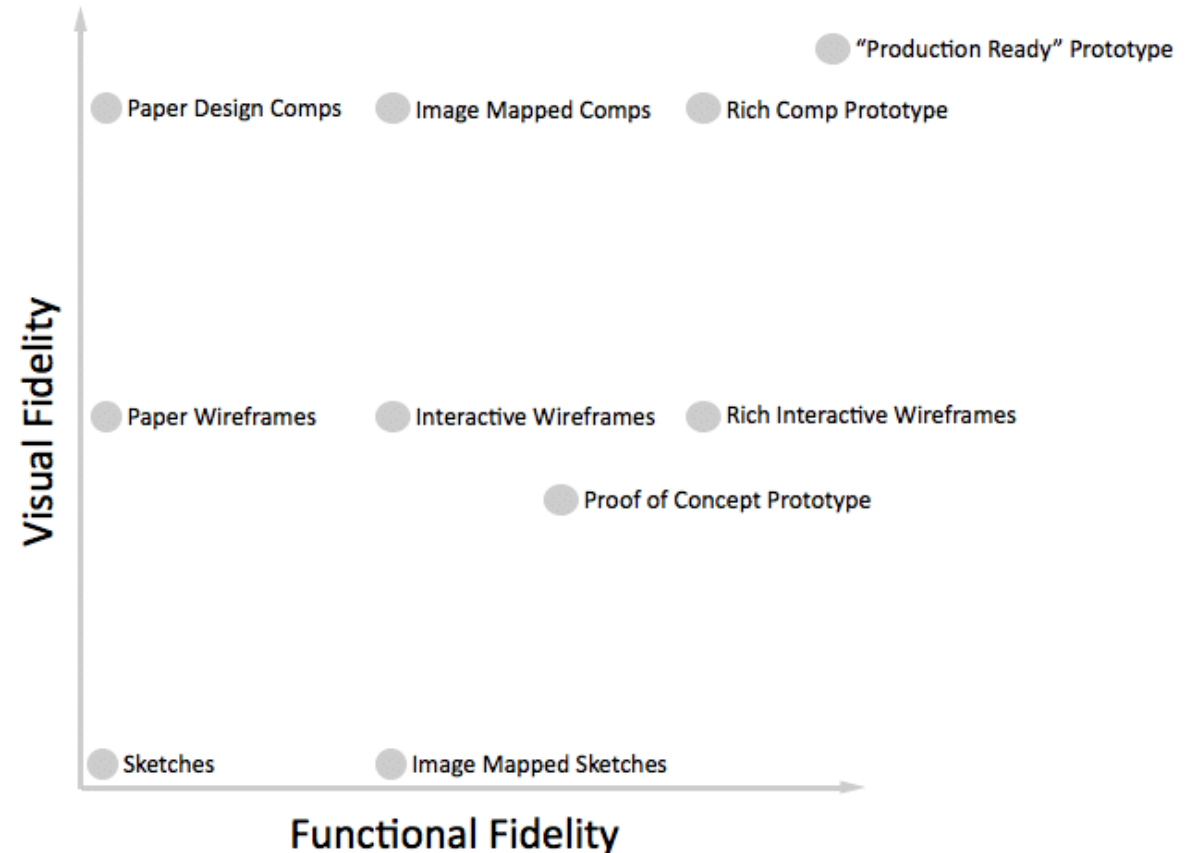 “Production Ready” Prototype
Paper Design Comps
Image Mapped Comps
Rich Comp Prototype
Visual Fidelity
Paper Wireframes
Interactive Wireframes
Rich Interactive Wireframes
Proof of Concept Prototype
Sketches
Image Mapped Sketches
Functional Fidelity